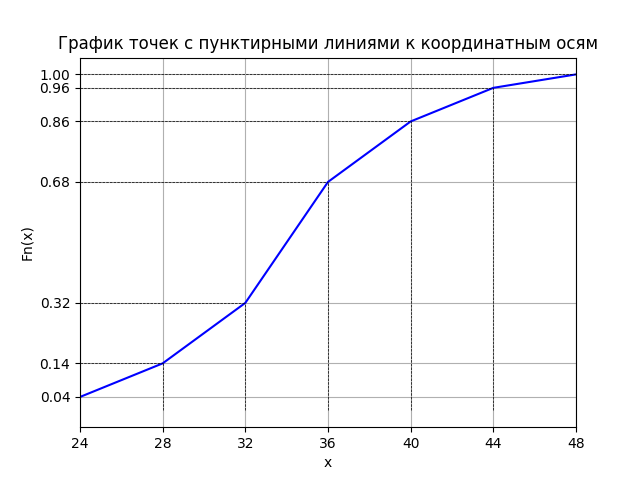 График точек с пунктирными линиями к координатным осям
1.00
0.96
0.86
0.68
0.32
0.14
0.04
Fn(x)
24 28 32 36 40 44 48
x